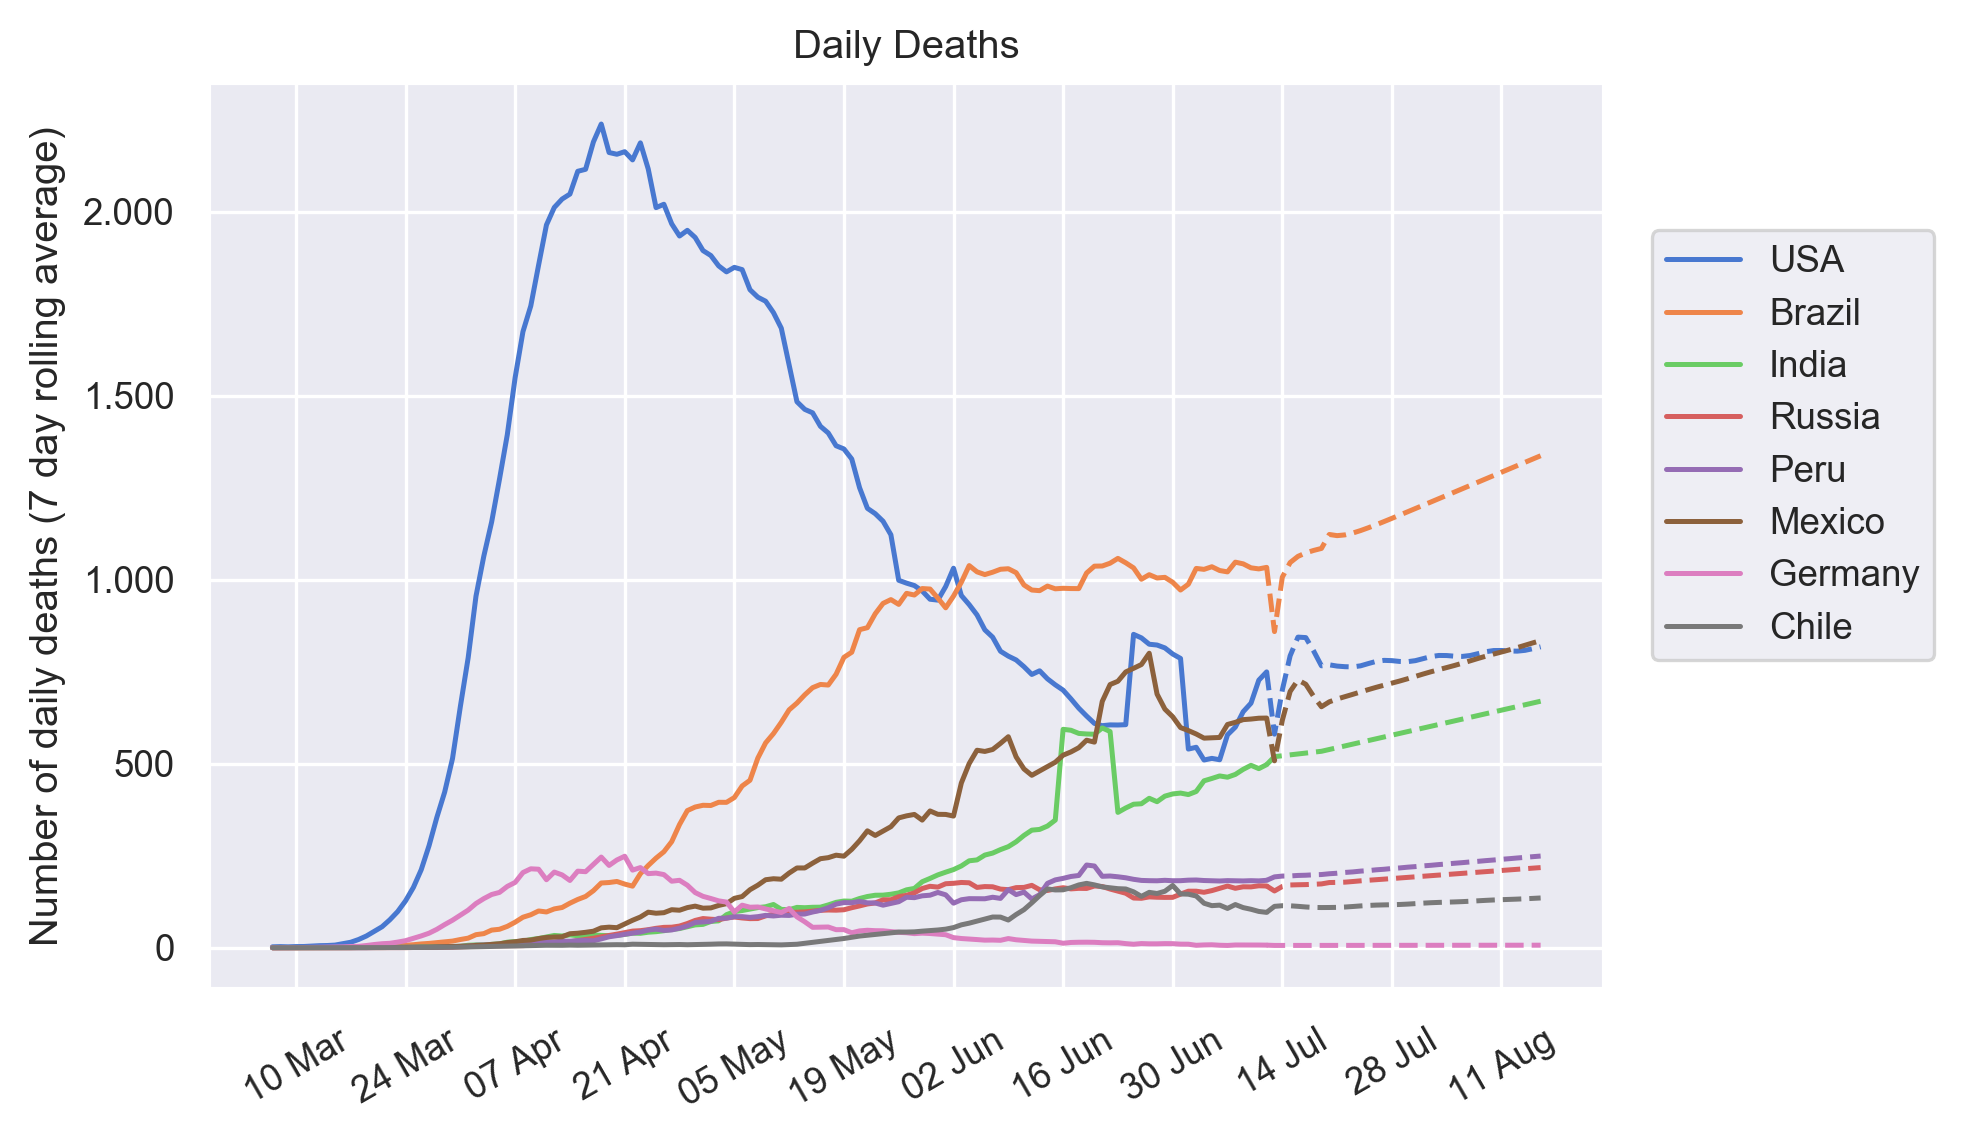 Daily Deaths
Number of daily deaths (7 day rolling average)
2.000
1.500
1.000
500
0
10 Mar
24 Mar
07 Apr
21 Apr
05 May
19 May
02 Jun
16 Jun
30 Jun
14 Jul
28 Jul
11 Aug
USA
Brazil
India
Russia
Peru
Mexico
Germany
Chile